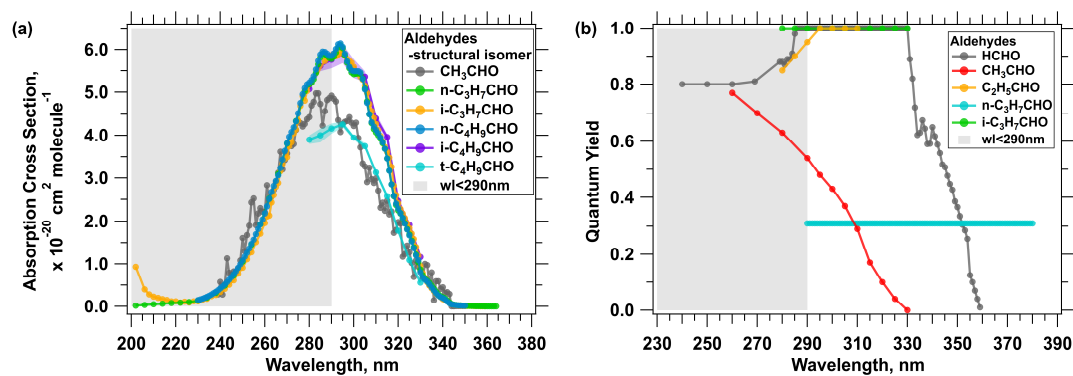 (a)
Absorption Cross Section,
x 10⁻²⁰ cm² molecule⁻¹
6.0
5.0
4.0
3.0
2.0
1.0
0.0
200 220 240 260 280 300 320 340 360 380
Wavelength, nm
Aldehydes
-structural isomer
CH3CHO
n-C3H7CHO
i-C3H7CHO
n-C4H9CHO
i-C4H9CHO
t-C4H9CHO
wl<290nm
(b)
Quantum Yield
1.0
0.8
0.6
0.4
0.2
0.0
230 250 270 290 310 330 350 370 390
Wavelength, nm
Aldehydes
HCHO
CH3CHO
C2H5CHO
n-C3H7CHO
i-C3H7CHO
wl<290nm